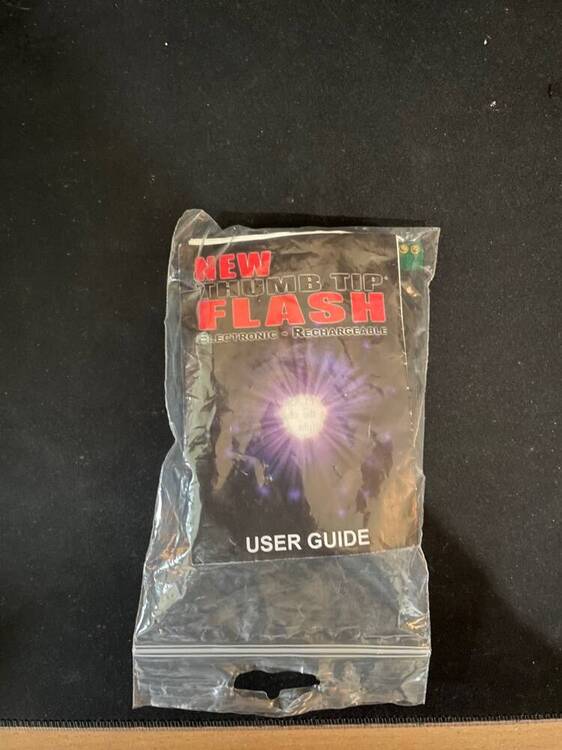 NEW
THUMB TIP
FLASH
ELECTRONIC - RECHARGEABLE
USER GUIDE